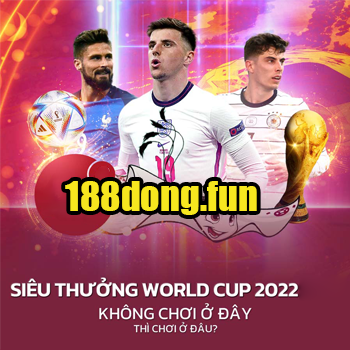 188dong.fun
SIÊU THƯỞNG WORLD CUP 2022
KHÔNG CHƠI Ở ĐÂY
THÌ CHƠI Ở ĐÂU?